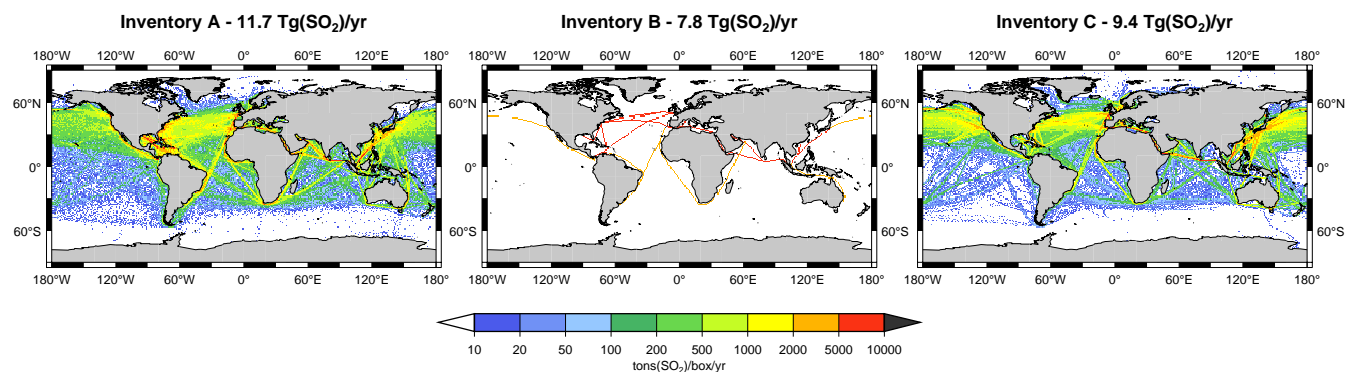 Inventory A - 11.7 Tg(SO₂)/yr
180°W 120°W 60°W 0° 60°E 120°E 180°
60°N
0°
60°S
180°W 120°W 60°W 0° 60°E 120°E 180°
Inventory B - 7.8 Tg(SO₂)/yr
180°W 120°W 60°W 0° 60°E 120°E 180°
180°W 120°W 60°W 0° 60°E 120°E 180°
60°N 60°N
0° 0°
60°S 60°S
Inventory C - 9.4 Tg(SO₂)/yr
180°W 120°W 60°W 0° 60°E 120°E 180°
60°N
0°
60°S
180°W 120°W 60°W 0° 60°E 120°E 180°
10 20 50 100 200 500 1000 2000 5000 10000
tons(SO₂)/box/yr